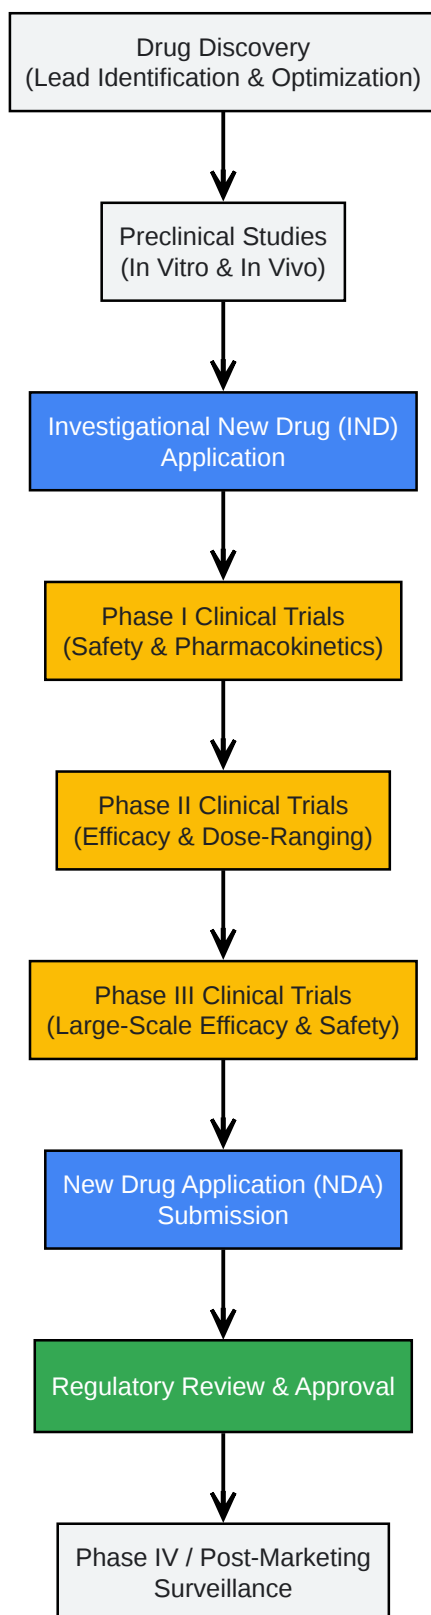 Drug Discovery
(Lead Identification & Optimization)
Preclinical Studies
(In Vitro & In Vivo)
Investigational New Drug (IND)
Application
Phase I Clinical Trials
(Safety & Pharmacokinetics)
Phase II Clinical Trials
(Efficacy & Dose-Ranging)
Phase III Clinical Trials
(Large-Scale Efficacy & Safety)
New Drug Application (NDA)
Submission
Regulatory Review & Approval
Phase IV / Post-Marketing
Surveillance